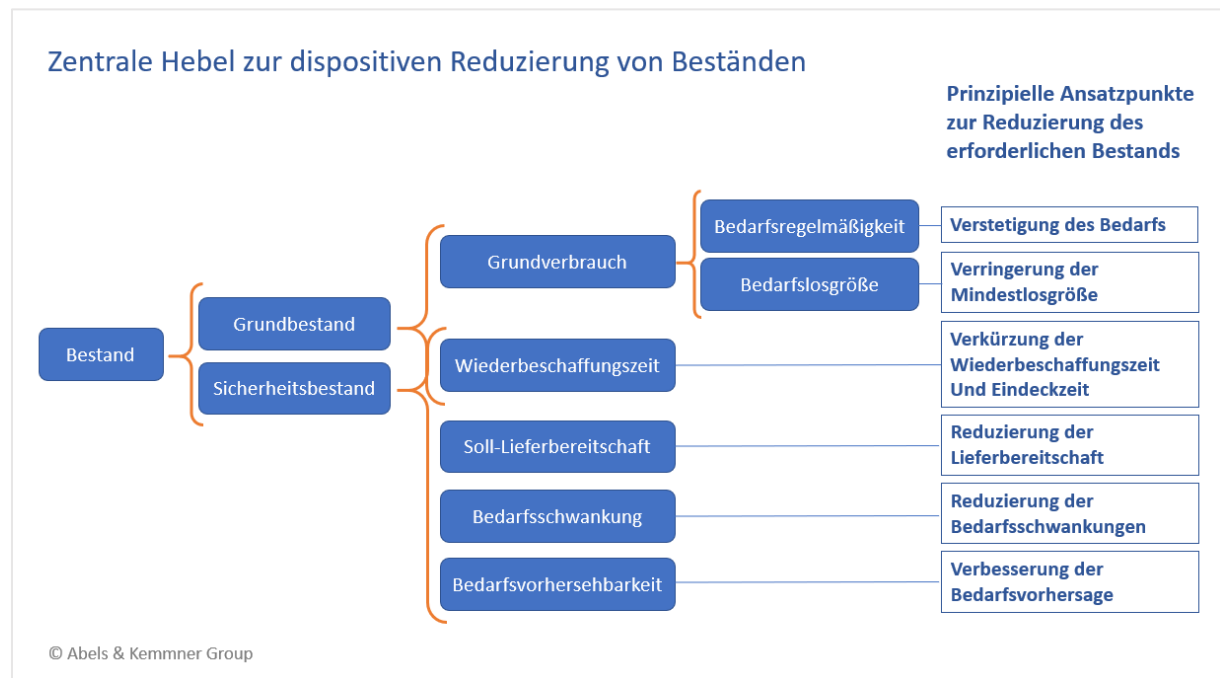 Zentrale Hebel zur dispositiven Reduzierung von Beständen
Prinzipielle Ansatzpunkte
zur Reduzierung des
erforderlichen Bestands
Bestand
Grundbestand
Sicherheitsbestand
Grundverbrauch
Wiederbeschaffungszeit
Soll-Lieferbereitschaft
Bedarfsschwankung
Bedarfsvorhersehbarkeit
Bedarfsregelmäßigkeit
Bedarfslosgröße
Verstetigung des Bedarfs
Verringerung der
Mindestlosgröße
Verkürzung der
Wiederbeschaffungszeit
Und Eindeckzeit
Reduzierung der
Lieferbereitschaft
Reduzierung der
Bedarfsschwankungen
Verbesserung der
Bedarfsvorhersage
© Abels & Kemmner Group